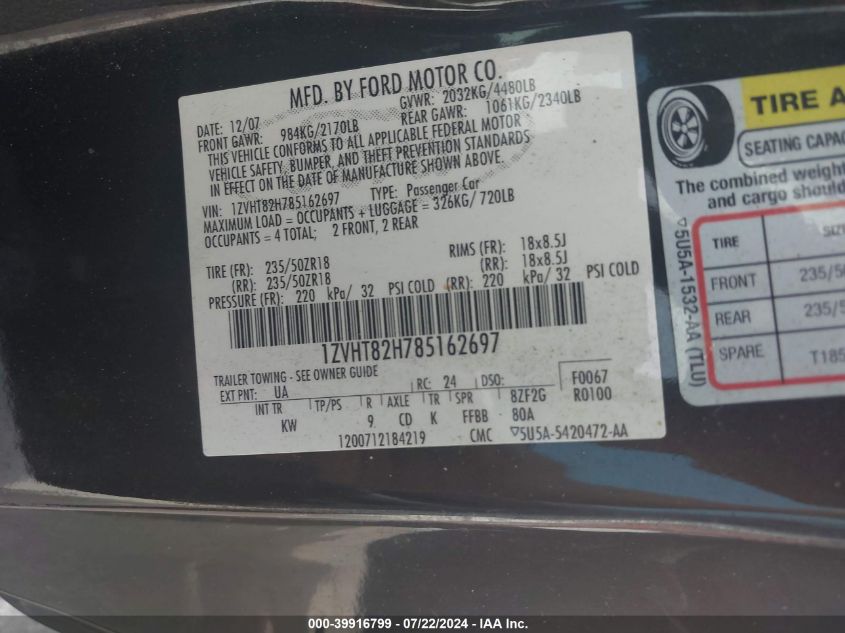 MFD. BY FORD MOTOR CO.
DATE: 12/07 GVWR: 2032KG/4480LB
FRONT GAWR: 984KG/2170LB REAR GAWR: 1061KG/2340LB
THIS VEHICLE CONFORMS TO ALL APPLICABLE FEDERAL MOTOR
VEHICLE SAFETY, BUMPER, AND THEFT PREVENTION STANDARDS
IN EFFECT ON THE DATE OF MANUFACTURE SHOWN ABOVE.
VIN: 1ZVHT82H785162697 TYPE: Passenger Car
MAXIMUM LOAD = OCCUPANTS + LUGGAGE = 326KG/720LB
OCCUPANTS = 4 TOTAL; 2 FRONT, 2 REAR
TIRE (FR): 235/50ZR18 RIMS (FR): 18x8.5J
(RR): 235/50ZR18 (RR): 18x8.5J
PRESSURE (FR): 220 kPa/ 32 PSI COLD (RR): 220 kPa/ 32 PSI COLD
1ZVHT82H785162697
TRAILER TOWING - SEE OWNER GUIDE
EXT PNT: UA RC: 24 DSO: F0067
INT TR TP/PS R AXLE TR SPR 8ZF2G R0100
KW 9 CD K FFBB 80A
1200712184219 CMC ▽5U5A-5420472-AA
TIRE A
SEATING CAPAC
The combined weight
and cargo should
TIRE SIZ
FRONT 235/50
REAR 235/5
SPARE T185
▽5U5A-1532-AA (TLU)
000-39916799 / 07/22/2024 - IAA Inc.